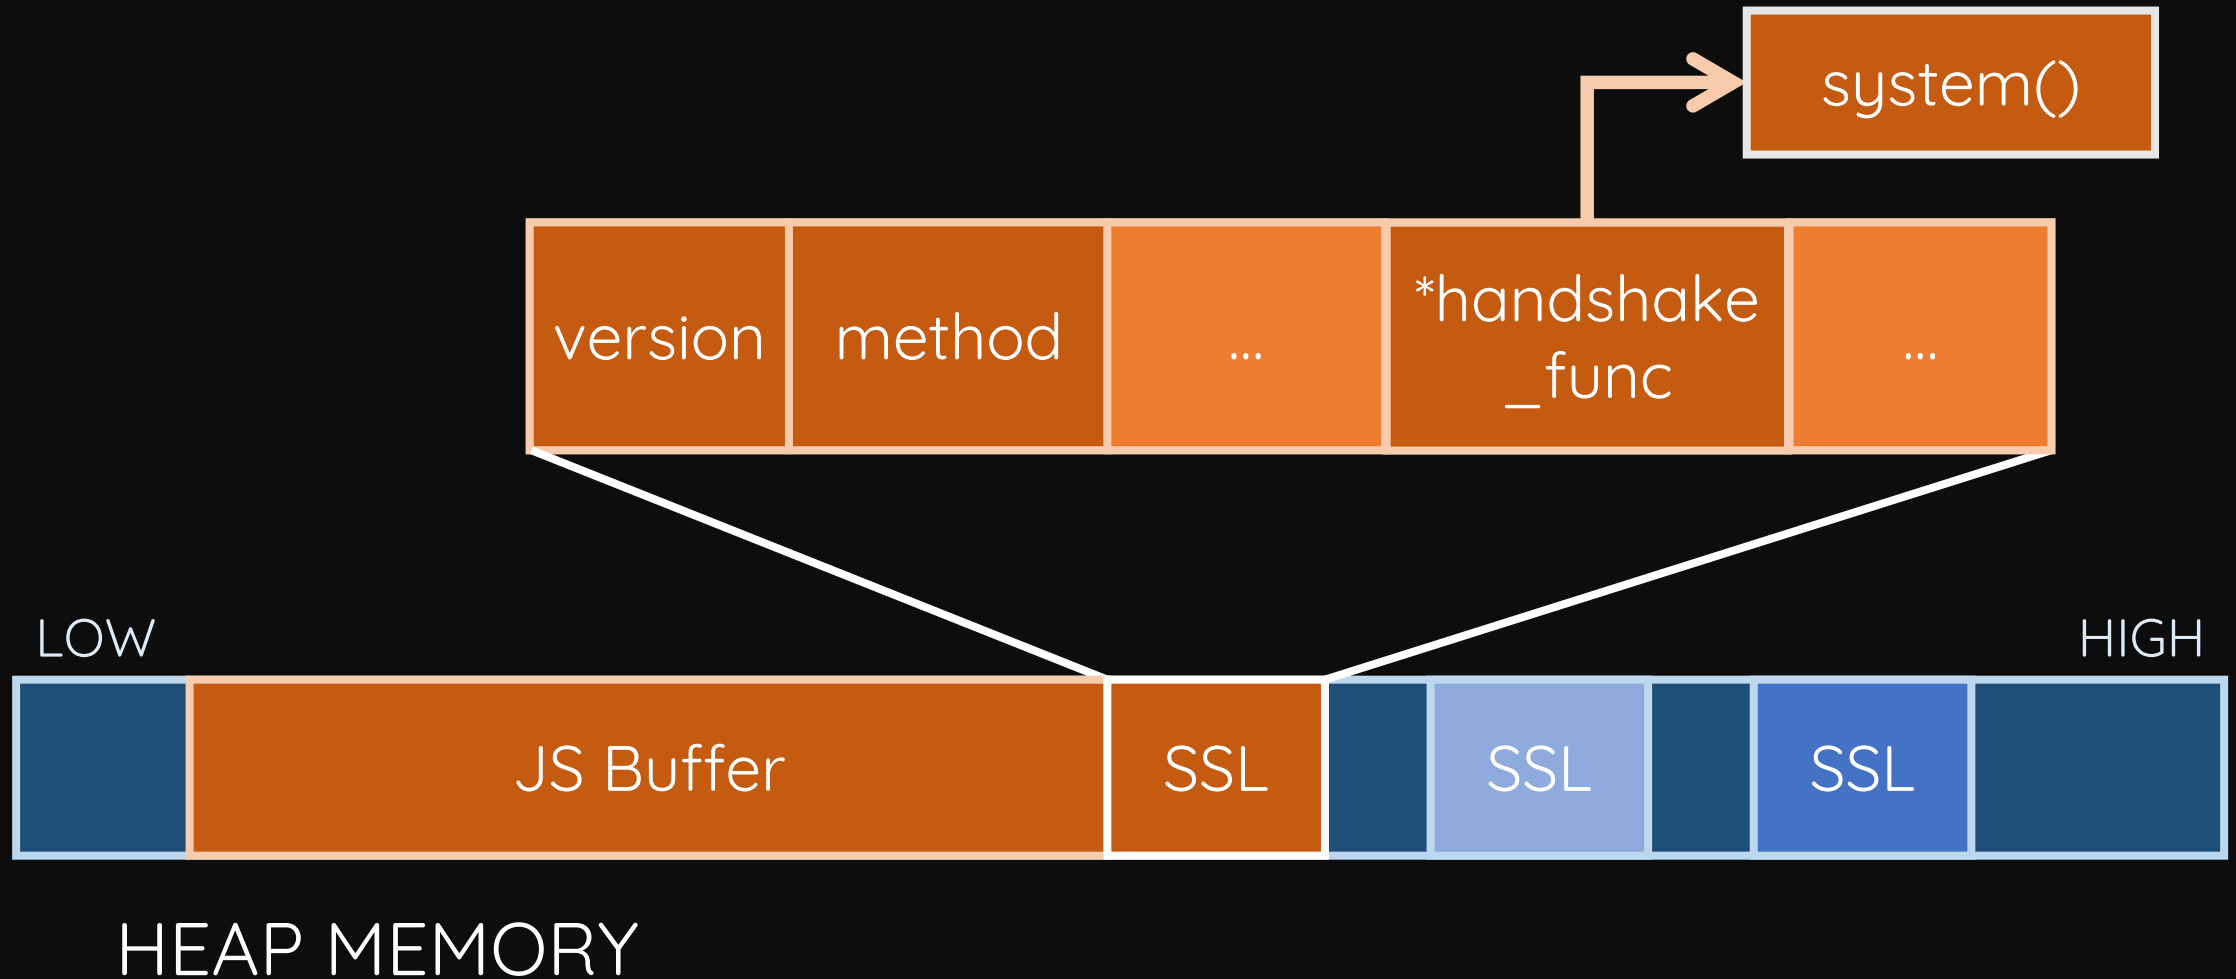 system()
version
method
...
*handshake
_func
...
LOW
HIGH
JS Buffer
SSL
SSL
SSL
HEAP MEMORY